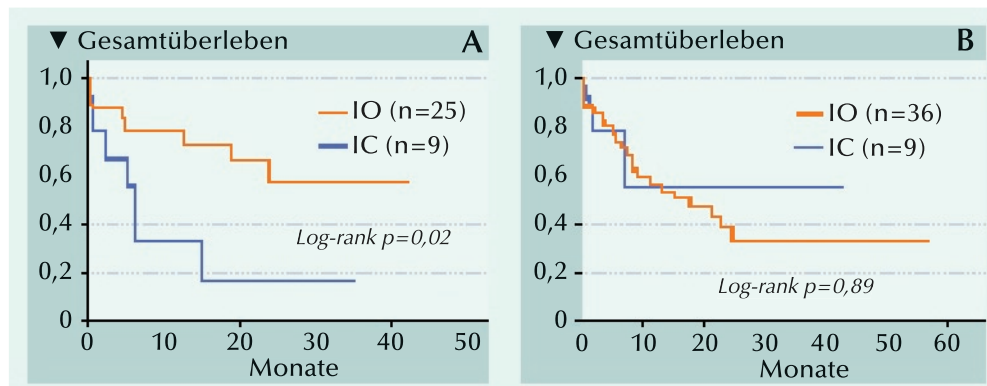 ▼ Gesamtüberleben A
1,0
0,8
0,6
0,4
0,2
0
IO (n=25)
IC (n=9)
Log-rank p=0,02
0 10 20 30 40 50
Monate
▼ Gesamtüberleben B
1,0
0,8
0,6
0,4
0,2
0
IO (n=36)
IC (n=9)
Log-rank p=0,89
0 10 20 30 40 50 60
Monate